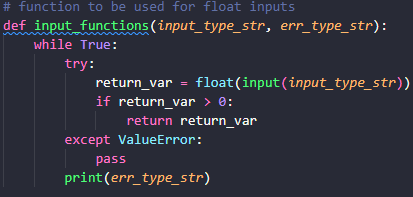 # function to be used for float inputs
def input_functions(input_type_str, err_type_str):
    while True:
        try:
            return_var = float(input(input_type_str))
            if return_var > 0:
                return return_var
        except ValueError:
            pass
        print(err_type_str)